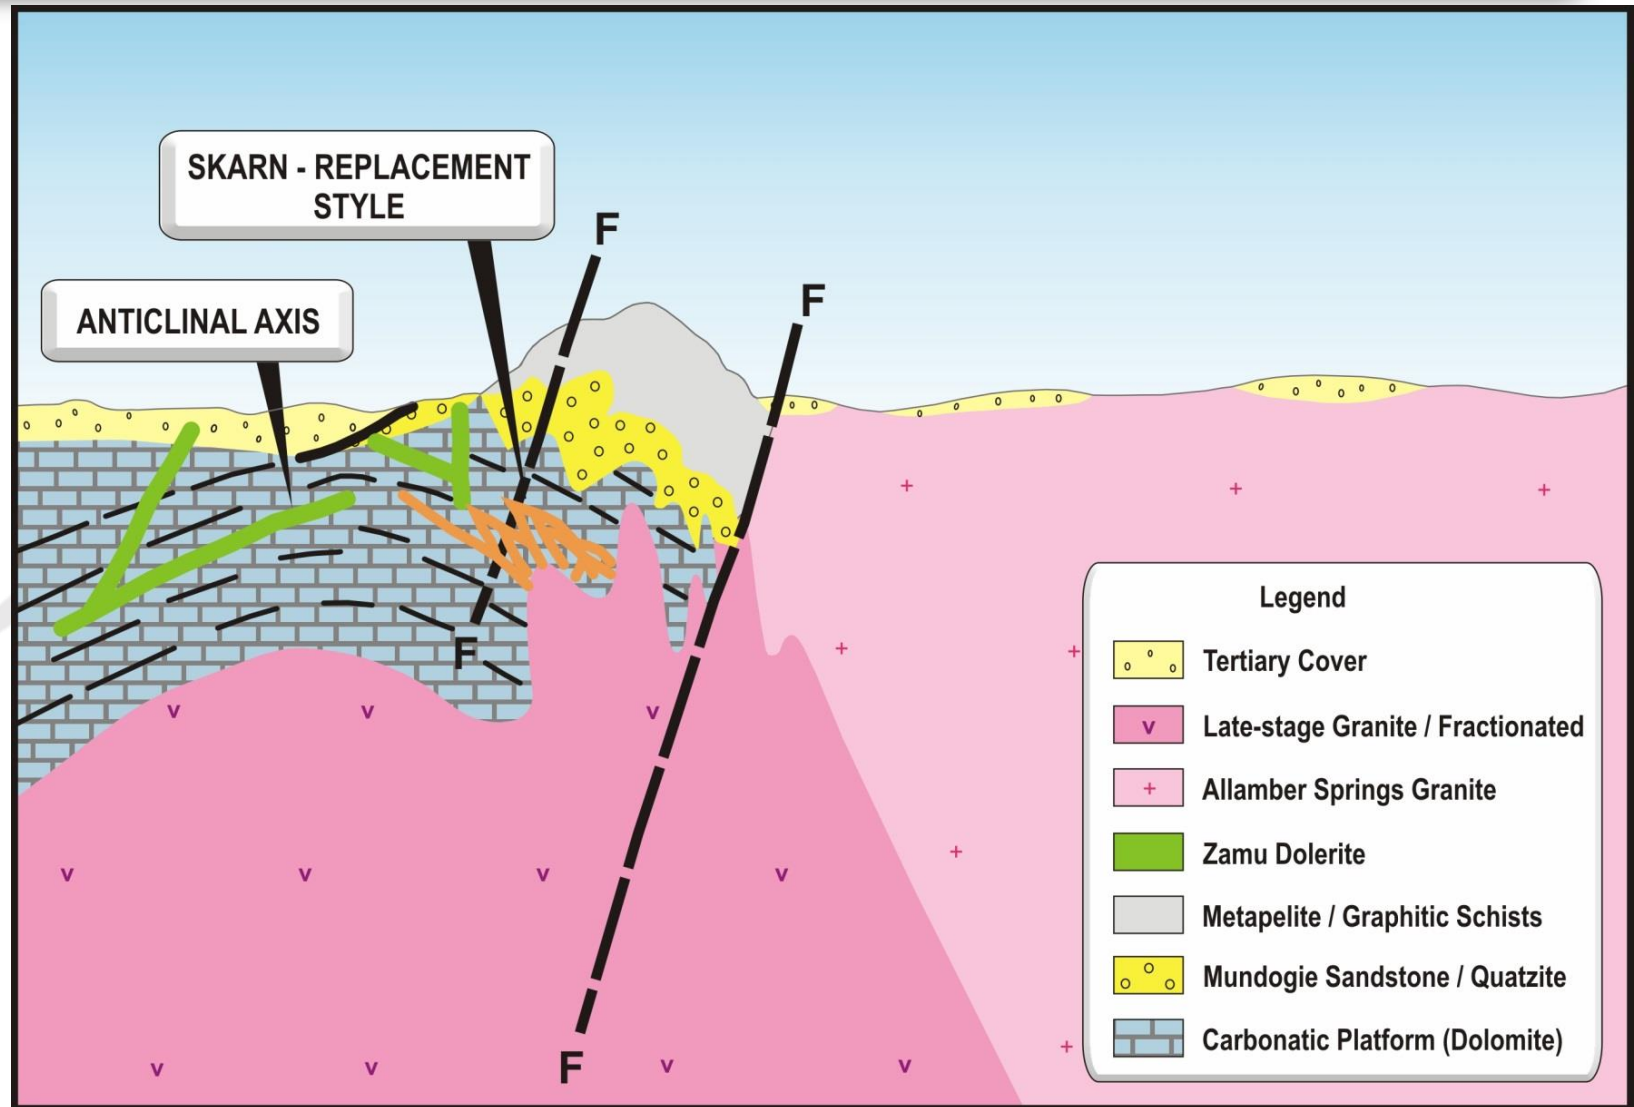 SKARN - REPLACEMENT
STYLE
F
ANTICLINAL AXIS
F
F
F
Legend
Tertiary Cover
v Late-stage Granite / Fractionated
+ Allamber Springs Granite
Zamu Dolerite
Metapelite / Graphitic Schists
Mundogie Sandstone / Quatzite
Carbonatic Platform (Dolomite)